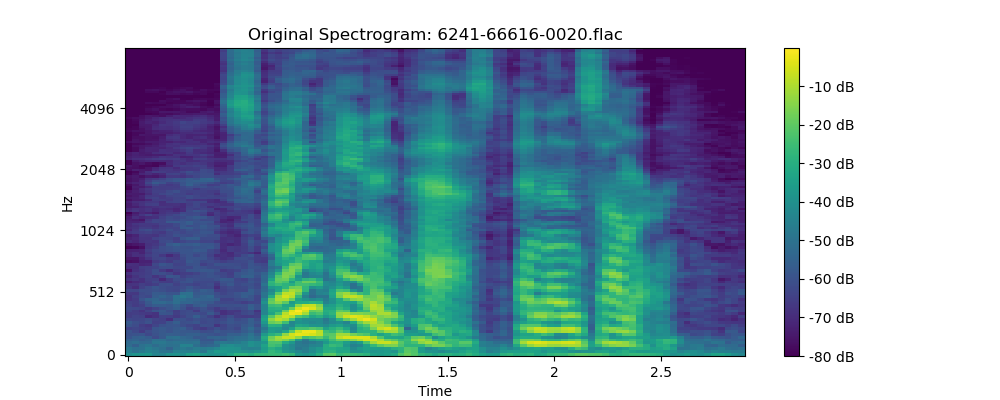 Original Spectrogram: 6241-66616-0020.flac
Hz
4096
2048
1024
512
0
0
0.5
1
1.5
2
2.5
Time
-10 dB
-20 dB
-30 dB
-40 dB
-50 dB
-60 dB
-70 dB
-80 dB